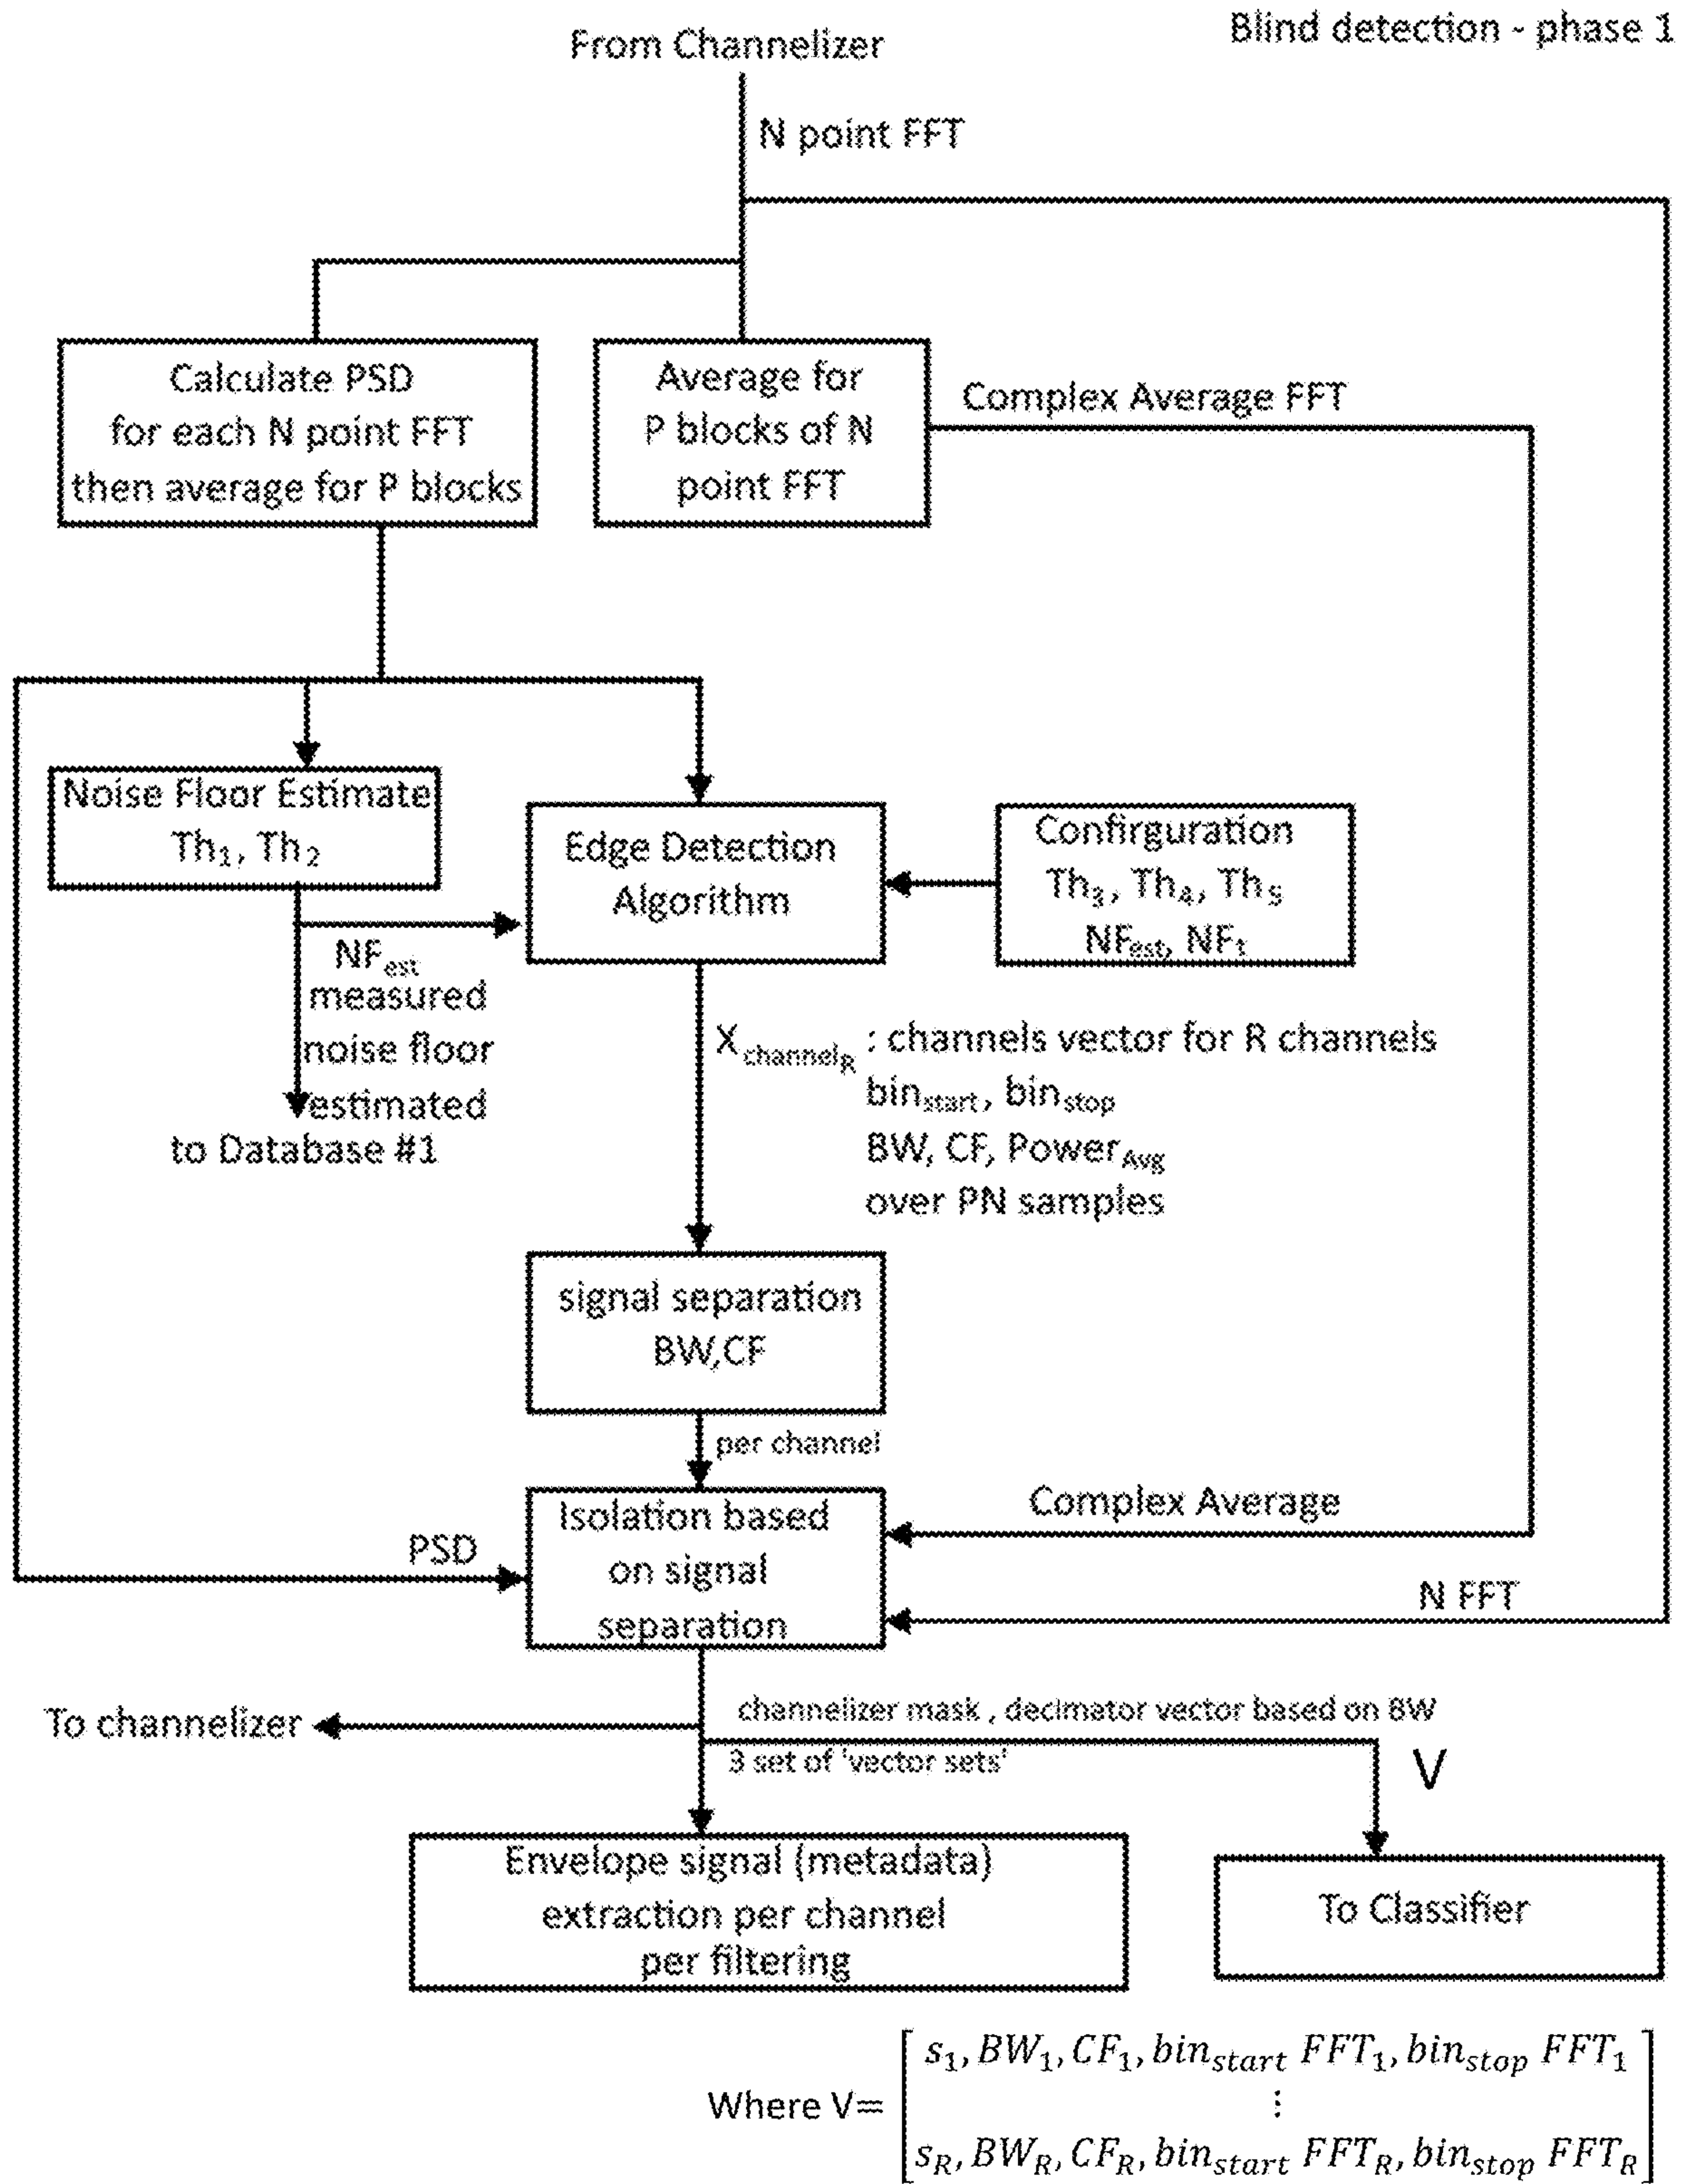 Blind detection - phase 1
From Channelizer
N point FFT
Calculate PSD
for each N point FFT
then average for P blocks
Average for
P blocks of N
point FFT
Complex Average FFT
Noise Floor Estimate
Th₁, Th₂
Edge Detection
Algorithm
Confirguration
Th₃, Th₄, Th₅
NFest, NFt
NFest
measured
noise floor
estimated
to Database #1
XchannelR : channels vector for R channels
binstart, binstop
BW, CF, PowerAvg
over PN samples
signal separation
BW,CF
per channel
Isolation based
on signal
separation
PSD
Complex Average
N FFT
To channelizer
channelizer mask , decimator vector based on BW
3 set of 'vector sets'
V
Envelope signal (metadata)
extraction per channel
per filtering
To Classifier
s₁, BW₁, CF₁, binstart FFT₁, binstop FFT₁
Where V= ⋮
sR, BWR, CFR, binstart FFTR, binstop FFTR